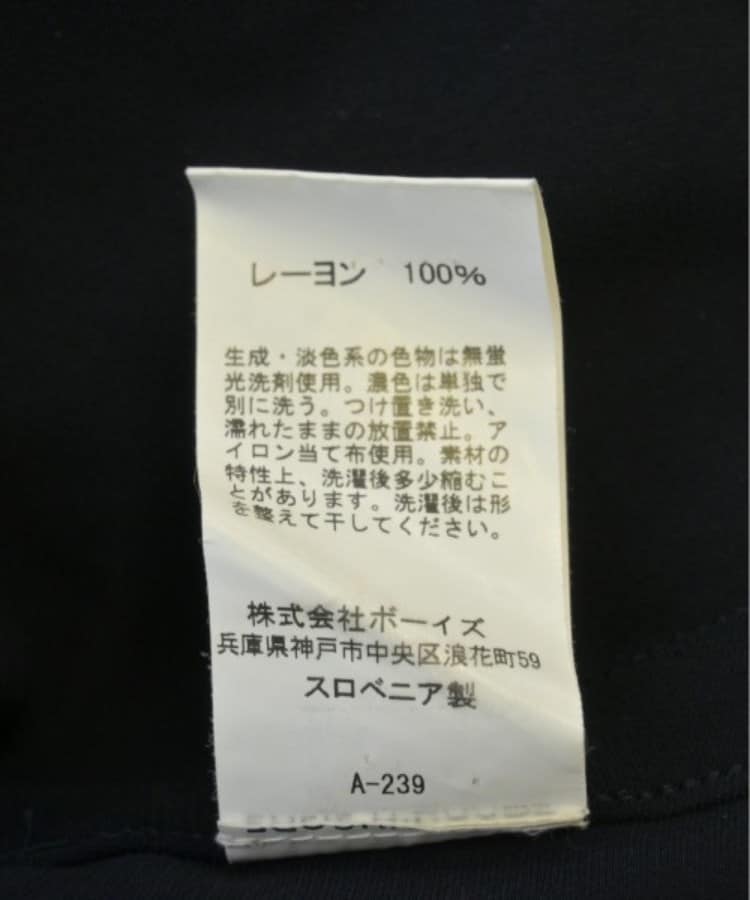 レーヨン 100%
生成・淡色系の色物は無蛍
光洗剤使用。濃色は単独で
別に洗う。つけ置き洗い、
濡れたままの放置禁止。ア
イロン当て布使用。素材の
特性上、洗濯後多少縮むこ
とがあります。洗濯後は形
を整えて干してください。
株式会社ボーイズ
兵庫県神戸市中央区浪花町59
スロベニア製
A-239